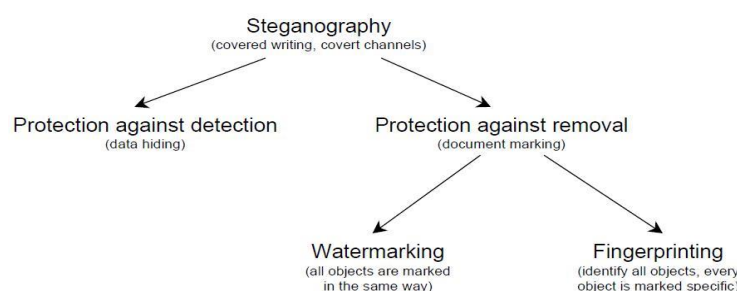 Steganography
(covered writing, covert channels)
Protection against detection
(data hiding)
Protection against removal
(document marking)
Watermarking
(all objects are marked
in the same way)
Fingerprinting
(identify all objects, every
object is marked specific)